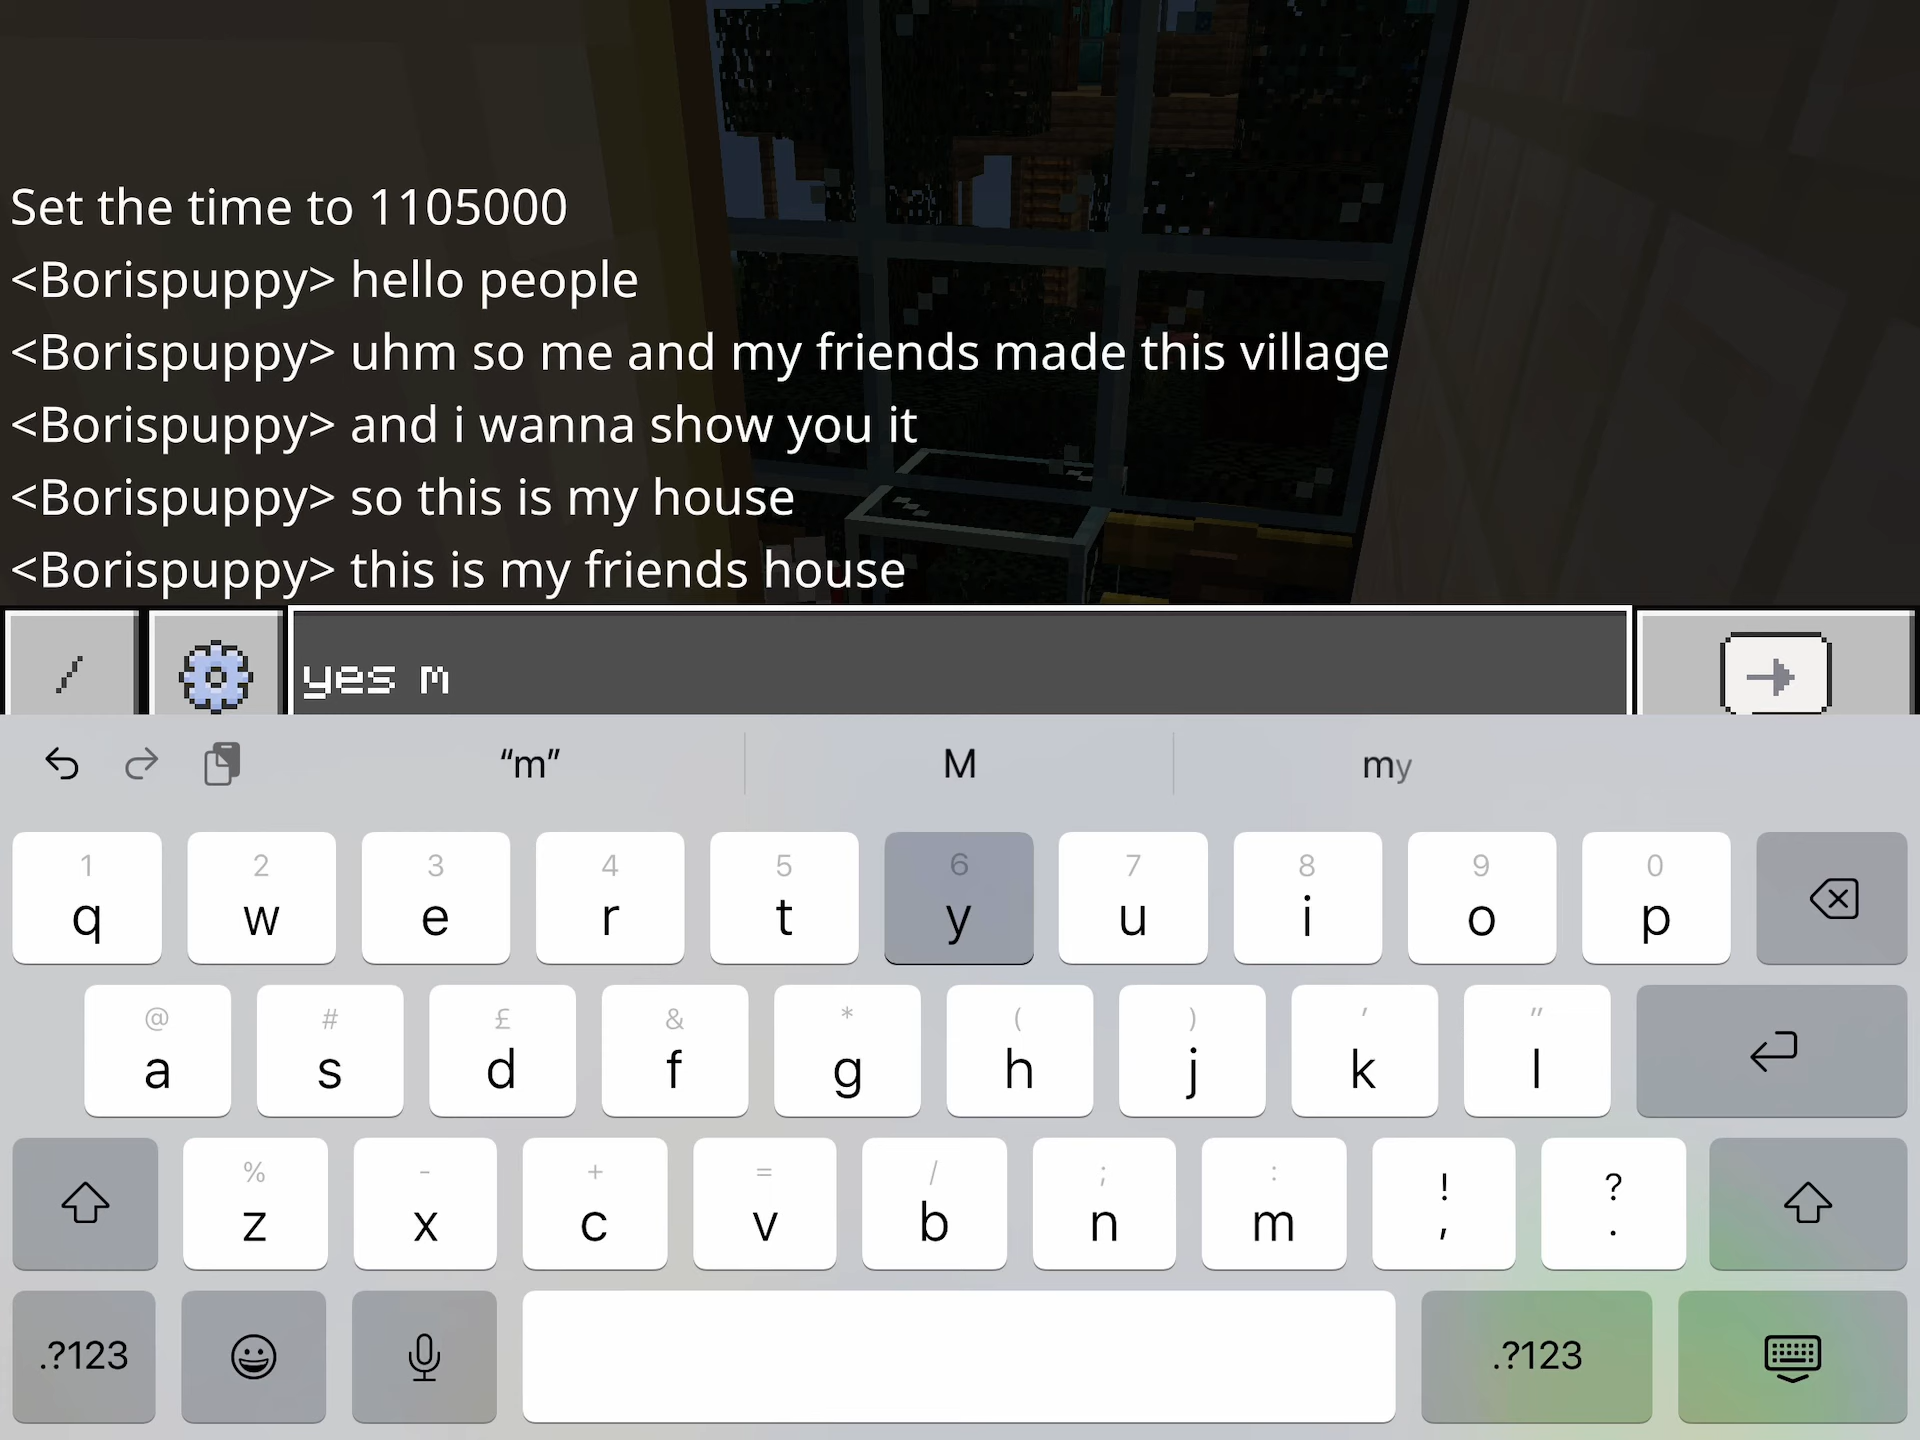 Set the time to 1105000
<Borispuppy> hello people
<Borispuppy> uhm so me and my friends made this village
<Borispuppy> and i wanna show you it
<Borispuppy> so this is my house
<Borispuppy> this is my friends house
/ yes m
“m” M my
1 2 3 4 5 6 7 8 9 0
q w e r t y u i o p
@ # £ & * ( ) ' "
a s d f g h j k l
% - + = / ; : ! ?
z x c v b n m , .
.?123 .?123